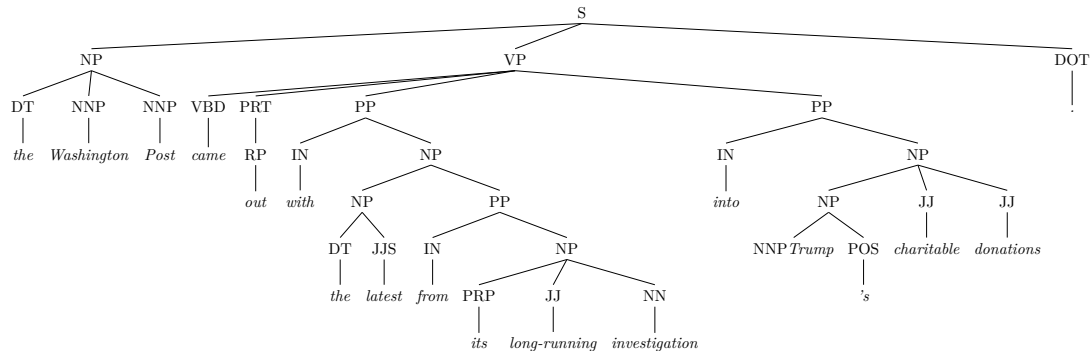 S
NP VP DOT
DT NNP NNP VBD PRT PP PP .
the Washington Post came RP IN NP IN NP
out with NP PP into NP JJ JJ
DT JJS IN NP NNP Trump POS charitable donations
the latest from PRP JJ NN 's
its long-running investigation